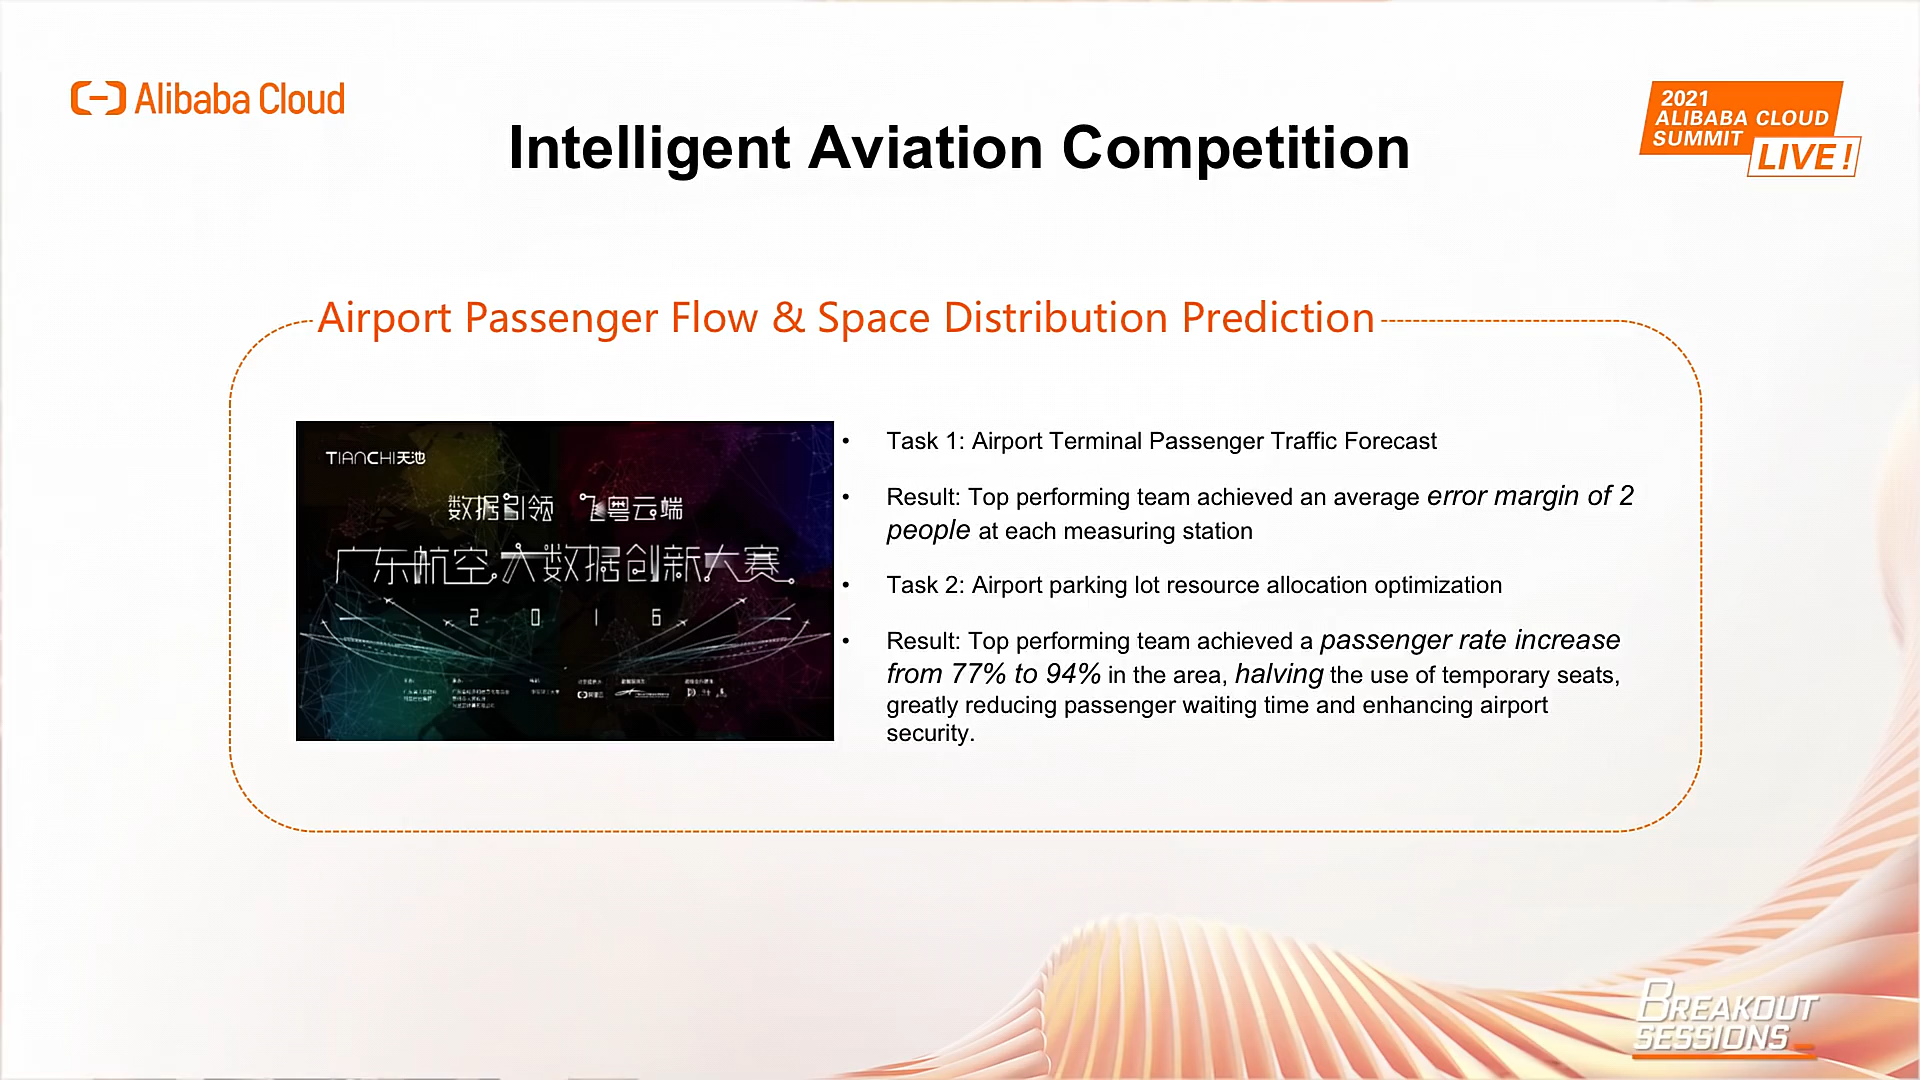 Alibaba Cloud
2021
ALIBABA CLOUD
SUMMIT
LIVE!
Intelligent Aviation Competition
Airport Passenger Flow & Space Distribution Prediction
TIANCHI天池
数据引领 飞粤云端
广东航空大数据创新大赛
2016
• Task 1: Airport Terminal Passenger Traffic Forecast
• Result: Top performing team achieved an average error margin of 2
people at each measuring station
• Task 2: Airport parking lot resource allocation optimization
• Result: Top performing team achieved a passenger rate increase
from 77% to 94% in the area, halving the use of temporary seats,
greatly reducing passenger waiting time and enhancing airport
security.
BREAKOUT
SESSIONS